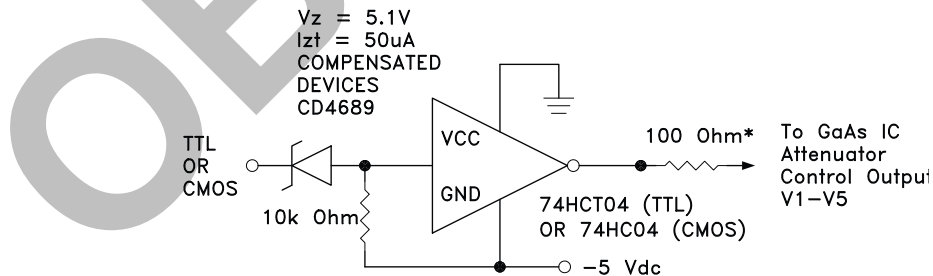 Vz = 5.1V
Izt = 50uA
COMPENSATED
DEVICES
CD4689
TTL
OR
CMOS
10k Ohm
VCC
GND
100 Ohm*
74HCT04 (TTL)
OR 74HC04 (CMOS)
-5 Vdc
To GaAs IC
Attenuator
Control Output
V1-V5